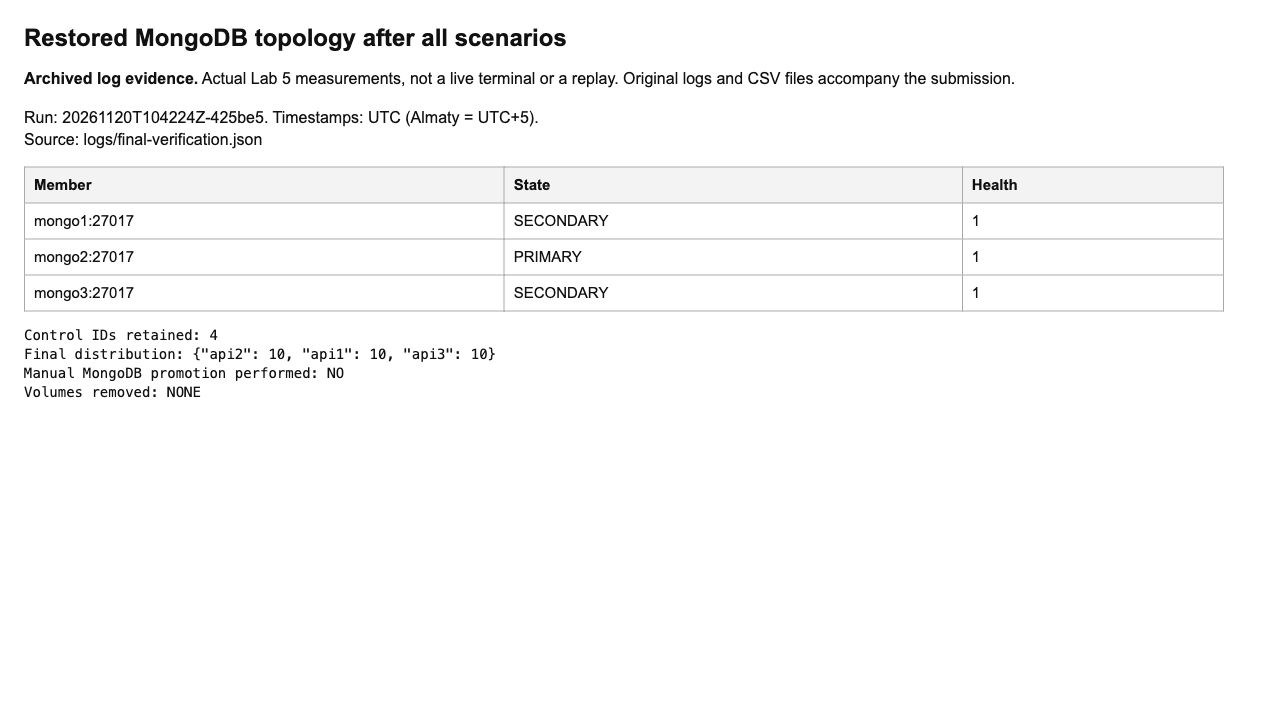 Restored MongoDB topology after all scenarios
Archived log evidence. Actual Lab 5 measurements, not a live terminal or a replay. Original logs and CSV files accompany the submission.
Run: 20261120T104224Z-425be5. Timestamps: UTC (Almaty = UTC+5).
Source: logs/final-verification.json
Member State Health
mongo1:27017 SECONDARY 1
mongo2:27017 PRIMARY 1
mongo3:27017 SECONDARY 1
Control IDs retained: 4
Final distribution: {"api2": 10, "api1": 10, "api3": 10}
Manual MongoDB promotion performed: NO
Volumes removed: NONE